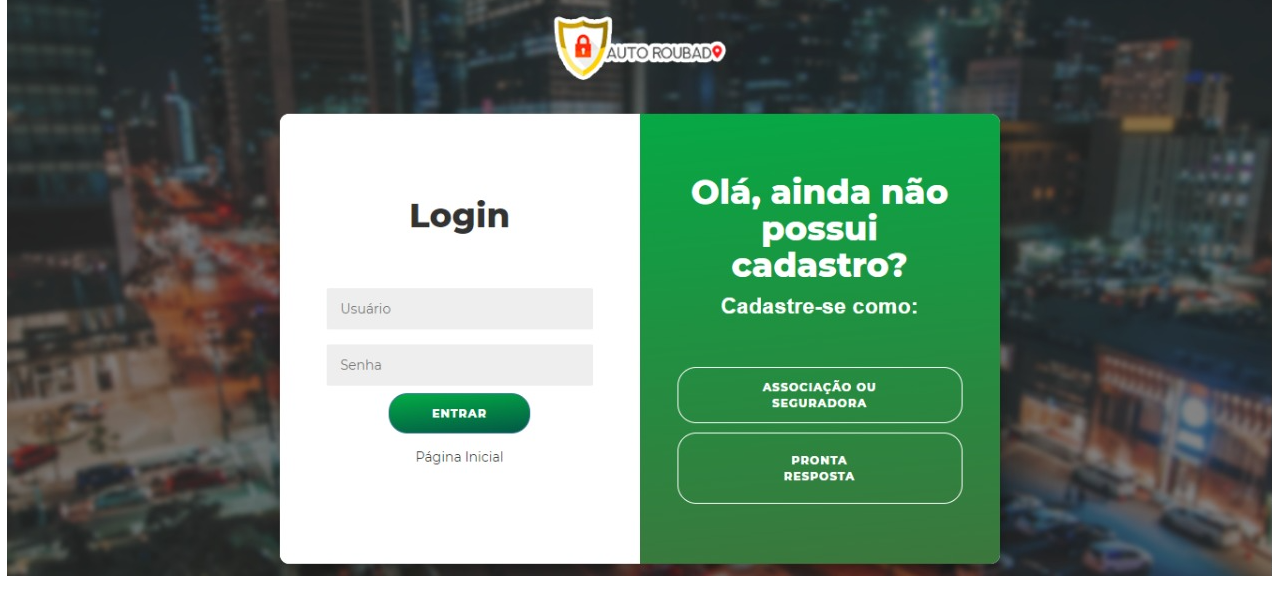 AUTO ROUBADO
Login
Usuário
Senha
ENTRAR
Página Inicial
Olá, ainda não
possui
cadastro?
Cadastre-se como:
ASSOCIAÇÃO OU
SEGURADORA
PRONTA
RESPOSTA